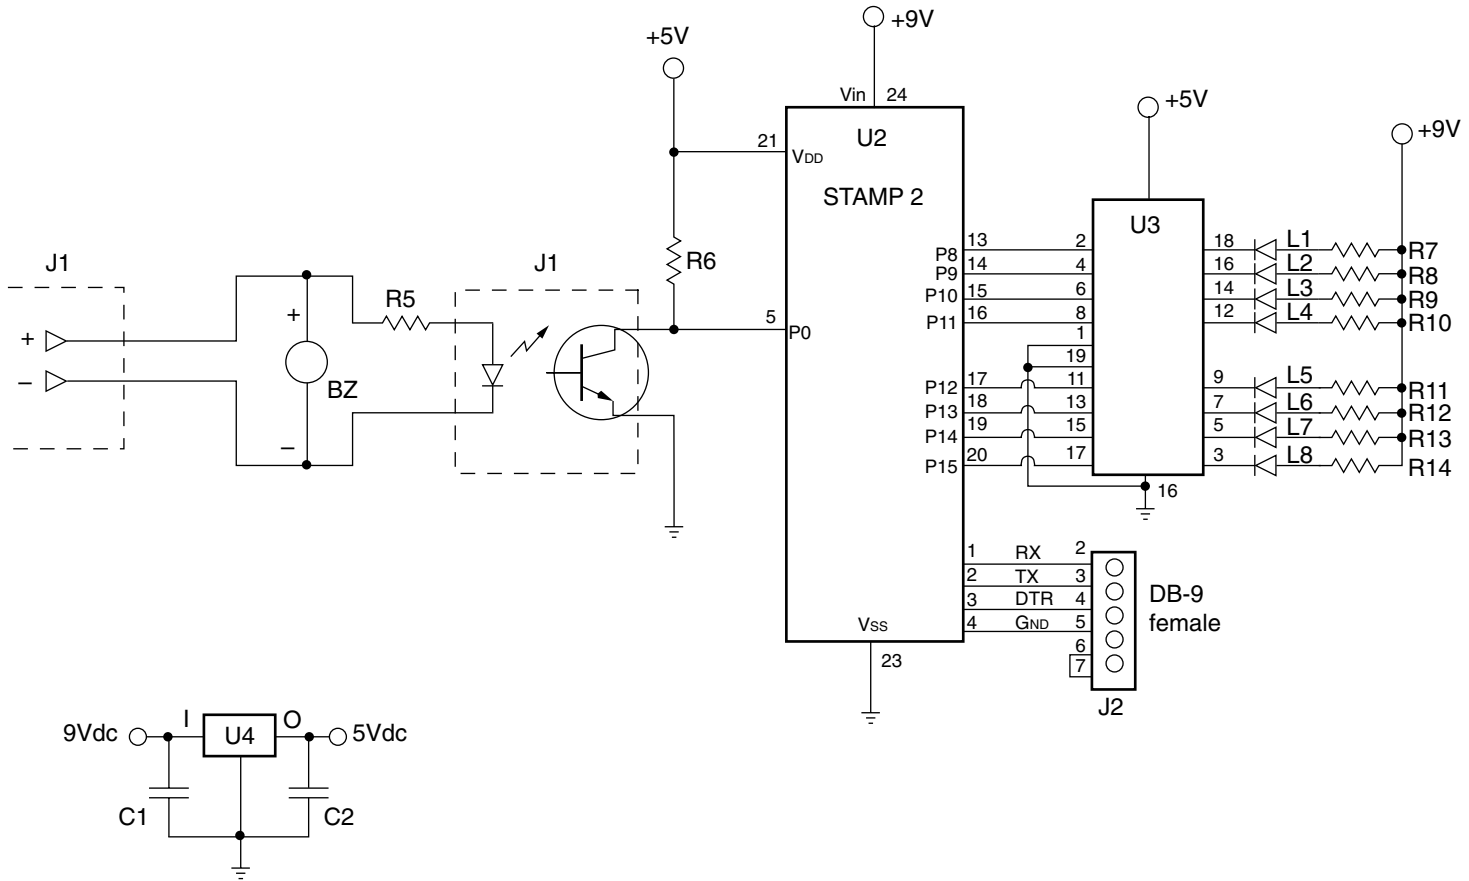 +9V
+5V
Vin 24
+5V
+9V
21
VDD
U2
STAMP 2
U3
J1
J1
R6
R5
+
+
−
BZ
−
5
P0
P8 13 2 18 L1 R7
P9 14 4 16 L2 R8
P10 15 6 14 L3 R9
P11 16 8 12 L4 R10
1
19
P12 17 11 9 L5 R11
P13 18 13 7 L6 R12
P14 19 15 5 L7 R13
P15 20 17 3 L8 R14
16
1 RX 2
2 TX 3
3 DTR 4
4 GND 5
6
7
DB-9
female
J2
VSS
23
9Vdc I U4 O 5Vdc
C1 C2